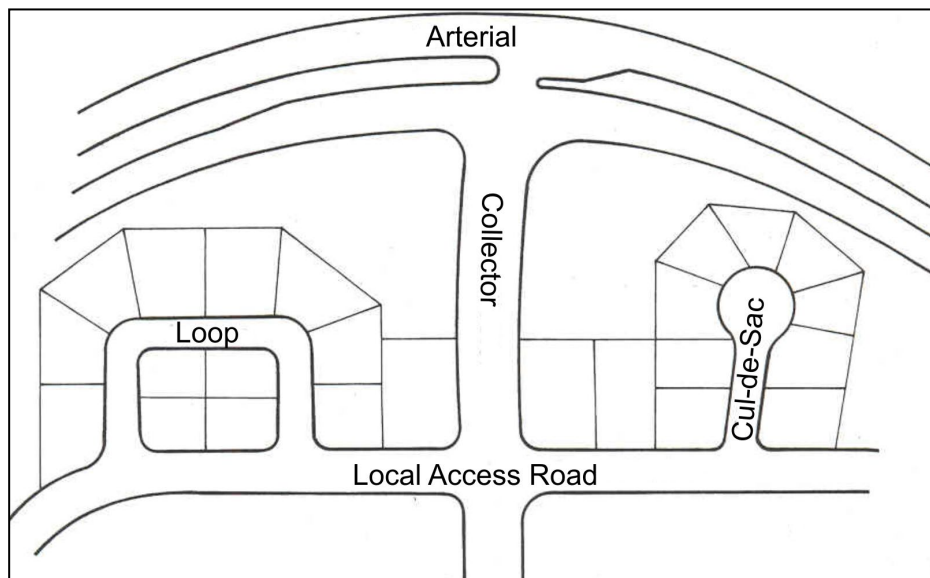 Arterial
Collector
Loop
Cul-de-Sac
Local Access Road